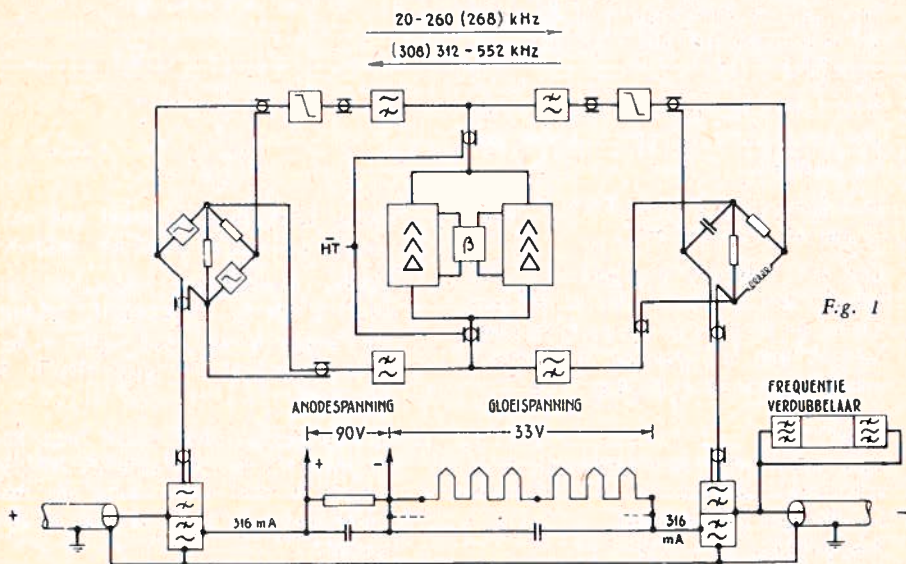 20-260 (268) kHz
(308) 312-552 kHz
HT
β
F.g. 1
ANODESPANNING
GLOEISPANNING
90V
33V
FREQUENTIE
VERDUBBELAAR
+
-
+
316 mA
316
mA
-